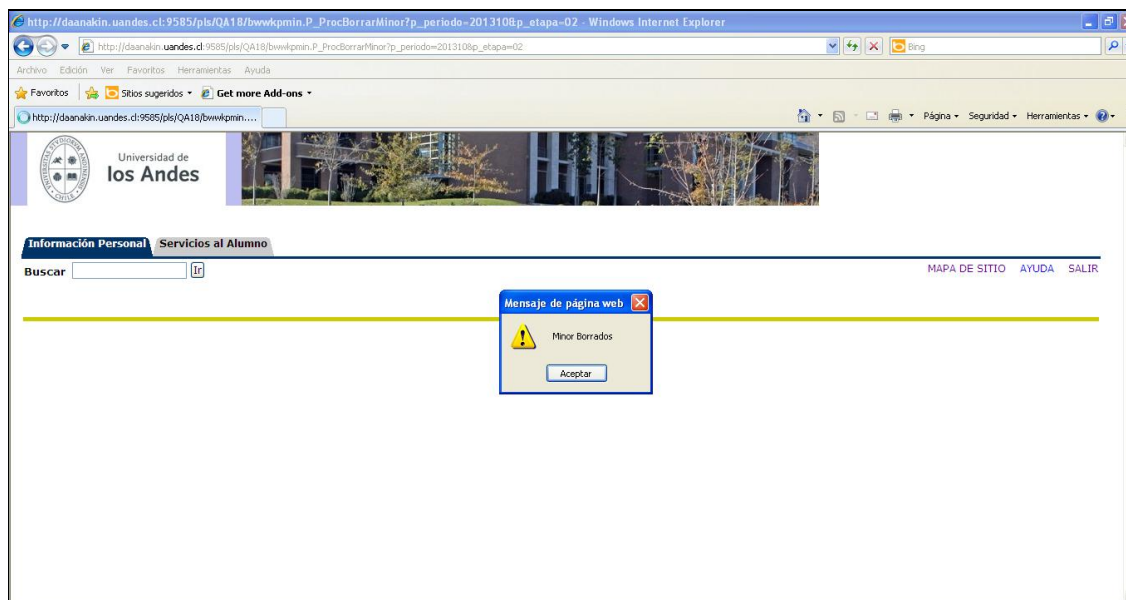 http://daanakin.uandes.cl:9585/pls/QA18/bwwkpmin.P_ProcBorrarMinor?p_periodo=201310&p_etapa=02 - Windows Internet Explorer
http://daanakin.uandes.cl:9585/pls/QA18/bwwkpmin.P_ProcBorrarMinor?p_periodo=201310&p_etapa=02 Bing
Archivo Edición Ver Favoritos Herramientas Ayuda
Favoritos Sitios sugeridos Get more Add-ons
http://daanakin.uandes.cl:9585/pls/QA18/bwwkpmin.... Página Seguridad Herramientas
Universidad de
los Andes
Información Personal Servicios al Alumno
Buscar Ir MAPA DE SITIO AYUDA SALIR
Mensaje de página web
Minor Borrados
Aceptar